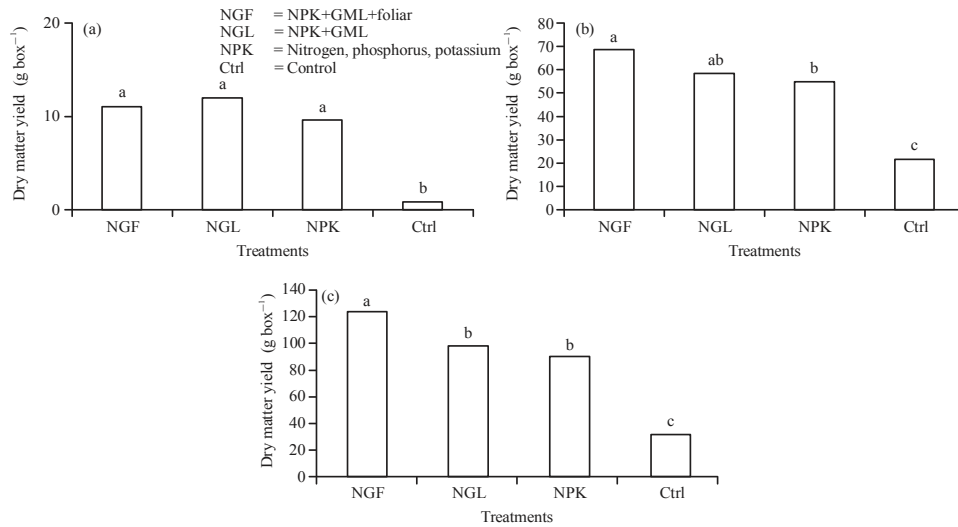 (a)
NGF = NPK+GML+foliar
NGL = NPK+GML
NPK = Nitrogen, phosphorus, potassium
Ctrl = Control
Dry matter yield (g box⁻¹)
20
10
0
a
a
a
b
NGF NGL NPK Ctrl
Treatments
(b)
Dry matter yield (g box⁻¹)
80
70
60
50
40
30
20
10
0
a
ab
b
c
NGF NGL NPK Ctrl
Treatments
(c)
Dry matter yield (g box⁻¹)
140
120
100
80
60
40
20
0
a
b
b
c
NGF NGL NPK Ctrl
Treatments